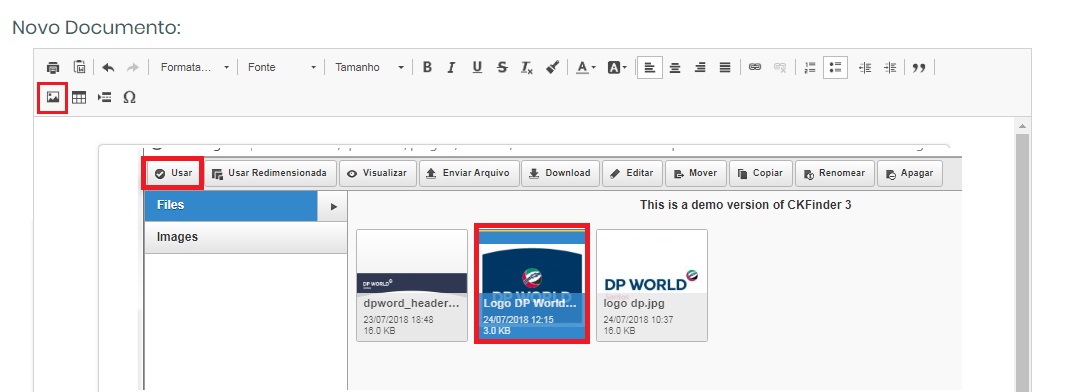 Novo Documento:
Formata... Fonte Tamanho B I U S Tx A A
Ω
Usar Usar Redimensionada Visualizar Enviar Arquivo Download Editar Mover Copiar Renomear Apagar
Files
This is a demo version of CKFinder 3
Images
DP WORLD
dpword_header...
23/07/2018 18:48
16.0 KB
DP WORLD
Logo DP World...
24/07/2018 12:15
3.0 KB
DP WORLD
logo dp.jpg
24/07/2018 10:37
16.0 KB